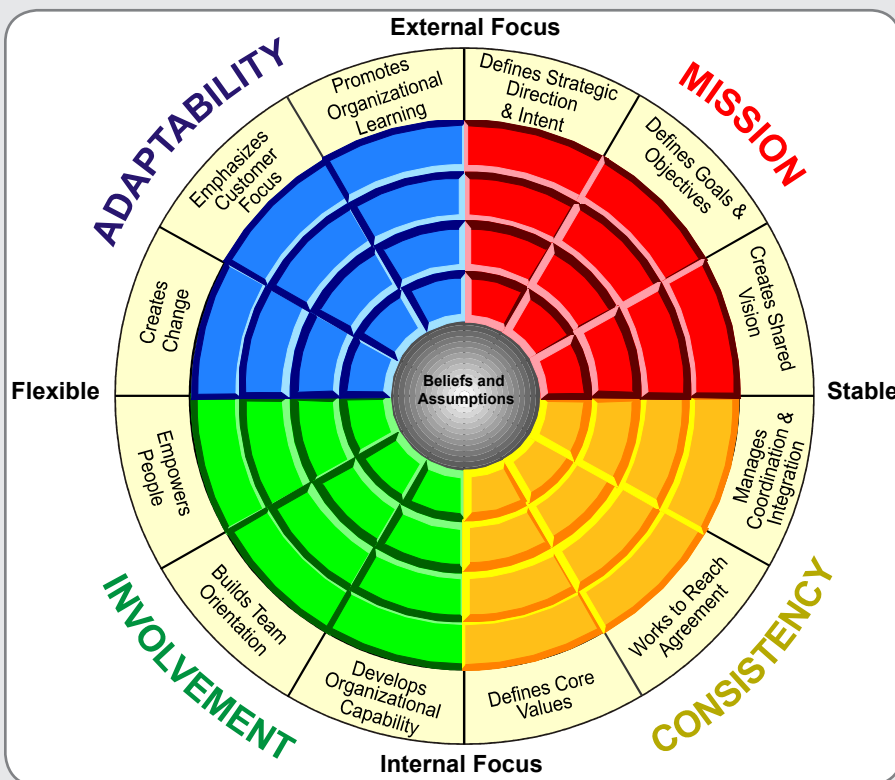 External Focus
ADAPTABILITY
MISSION
Promotes
Organizational
Learning
Defines Strategic
Direction
& Intent
Emphasizes
Customer
Focus
Defines Goals &
Objectives
Creates
Change
Creates Shared
Vision
Flexible
Beliefs and
Assumptions
Stable
Empowers
People
Manages
Coordination &
Integration
Builds Team
Orientation
Works to Reach
Agreement
Develops
Organizational
Capability
Defines Core
Values
INVOLVEMENT
CONSISTENCY
Internal Focus